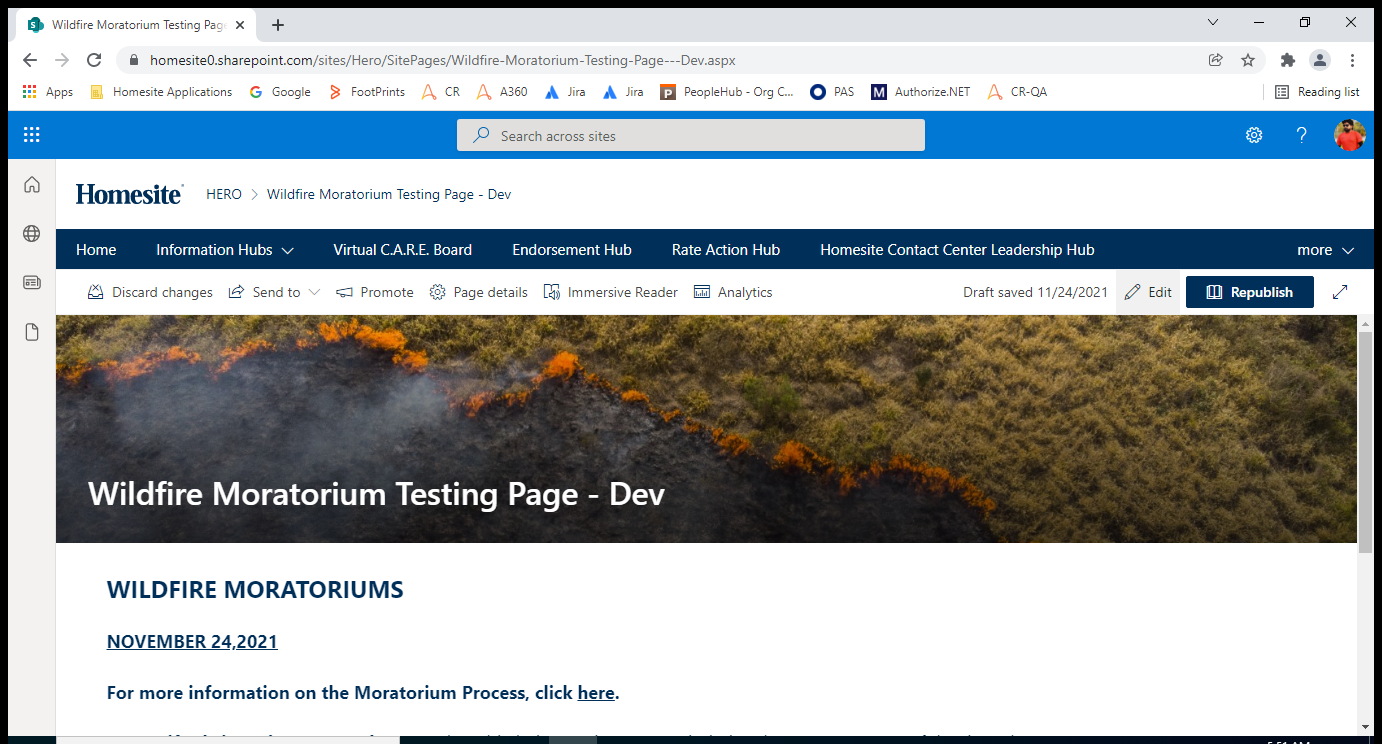 Wildfire Moratorium Testing Pag
homesite0.sharepoint.com/sites/Hero/SitePages/Wildfire-Moratorium-Testing-Page---Dev.aspx
Apps Homesite Applications Google FootPrints CR A360 Jira Jira PeopleHub - Org C... PAS Authorize.NET CR-QA Reading list
Search across sites
Homesite HERO Wildfire Moratorium Testing Page - Dev
Home Information Hubs Virtual C.A.R.E. Board Endorsement Hub Rate Action Hub Homesite Contact Center Leadership Hub more
Discard changes Send to Promote Page details Immersive Reader Analytics Draft saved 11/24/2021 Edit Republish
Wildfire Moratorium Testing Page - Dev
WILDFIRE MORATORIUMS
NOVEMBER 24,2021
For more information on the Moratorium Process, click here.